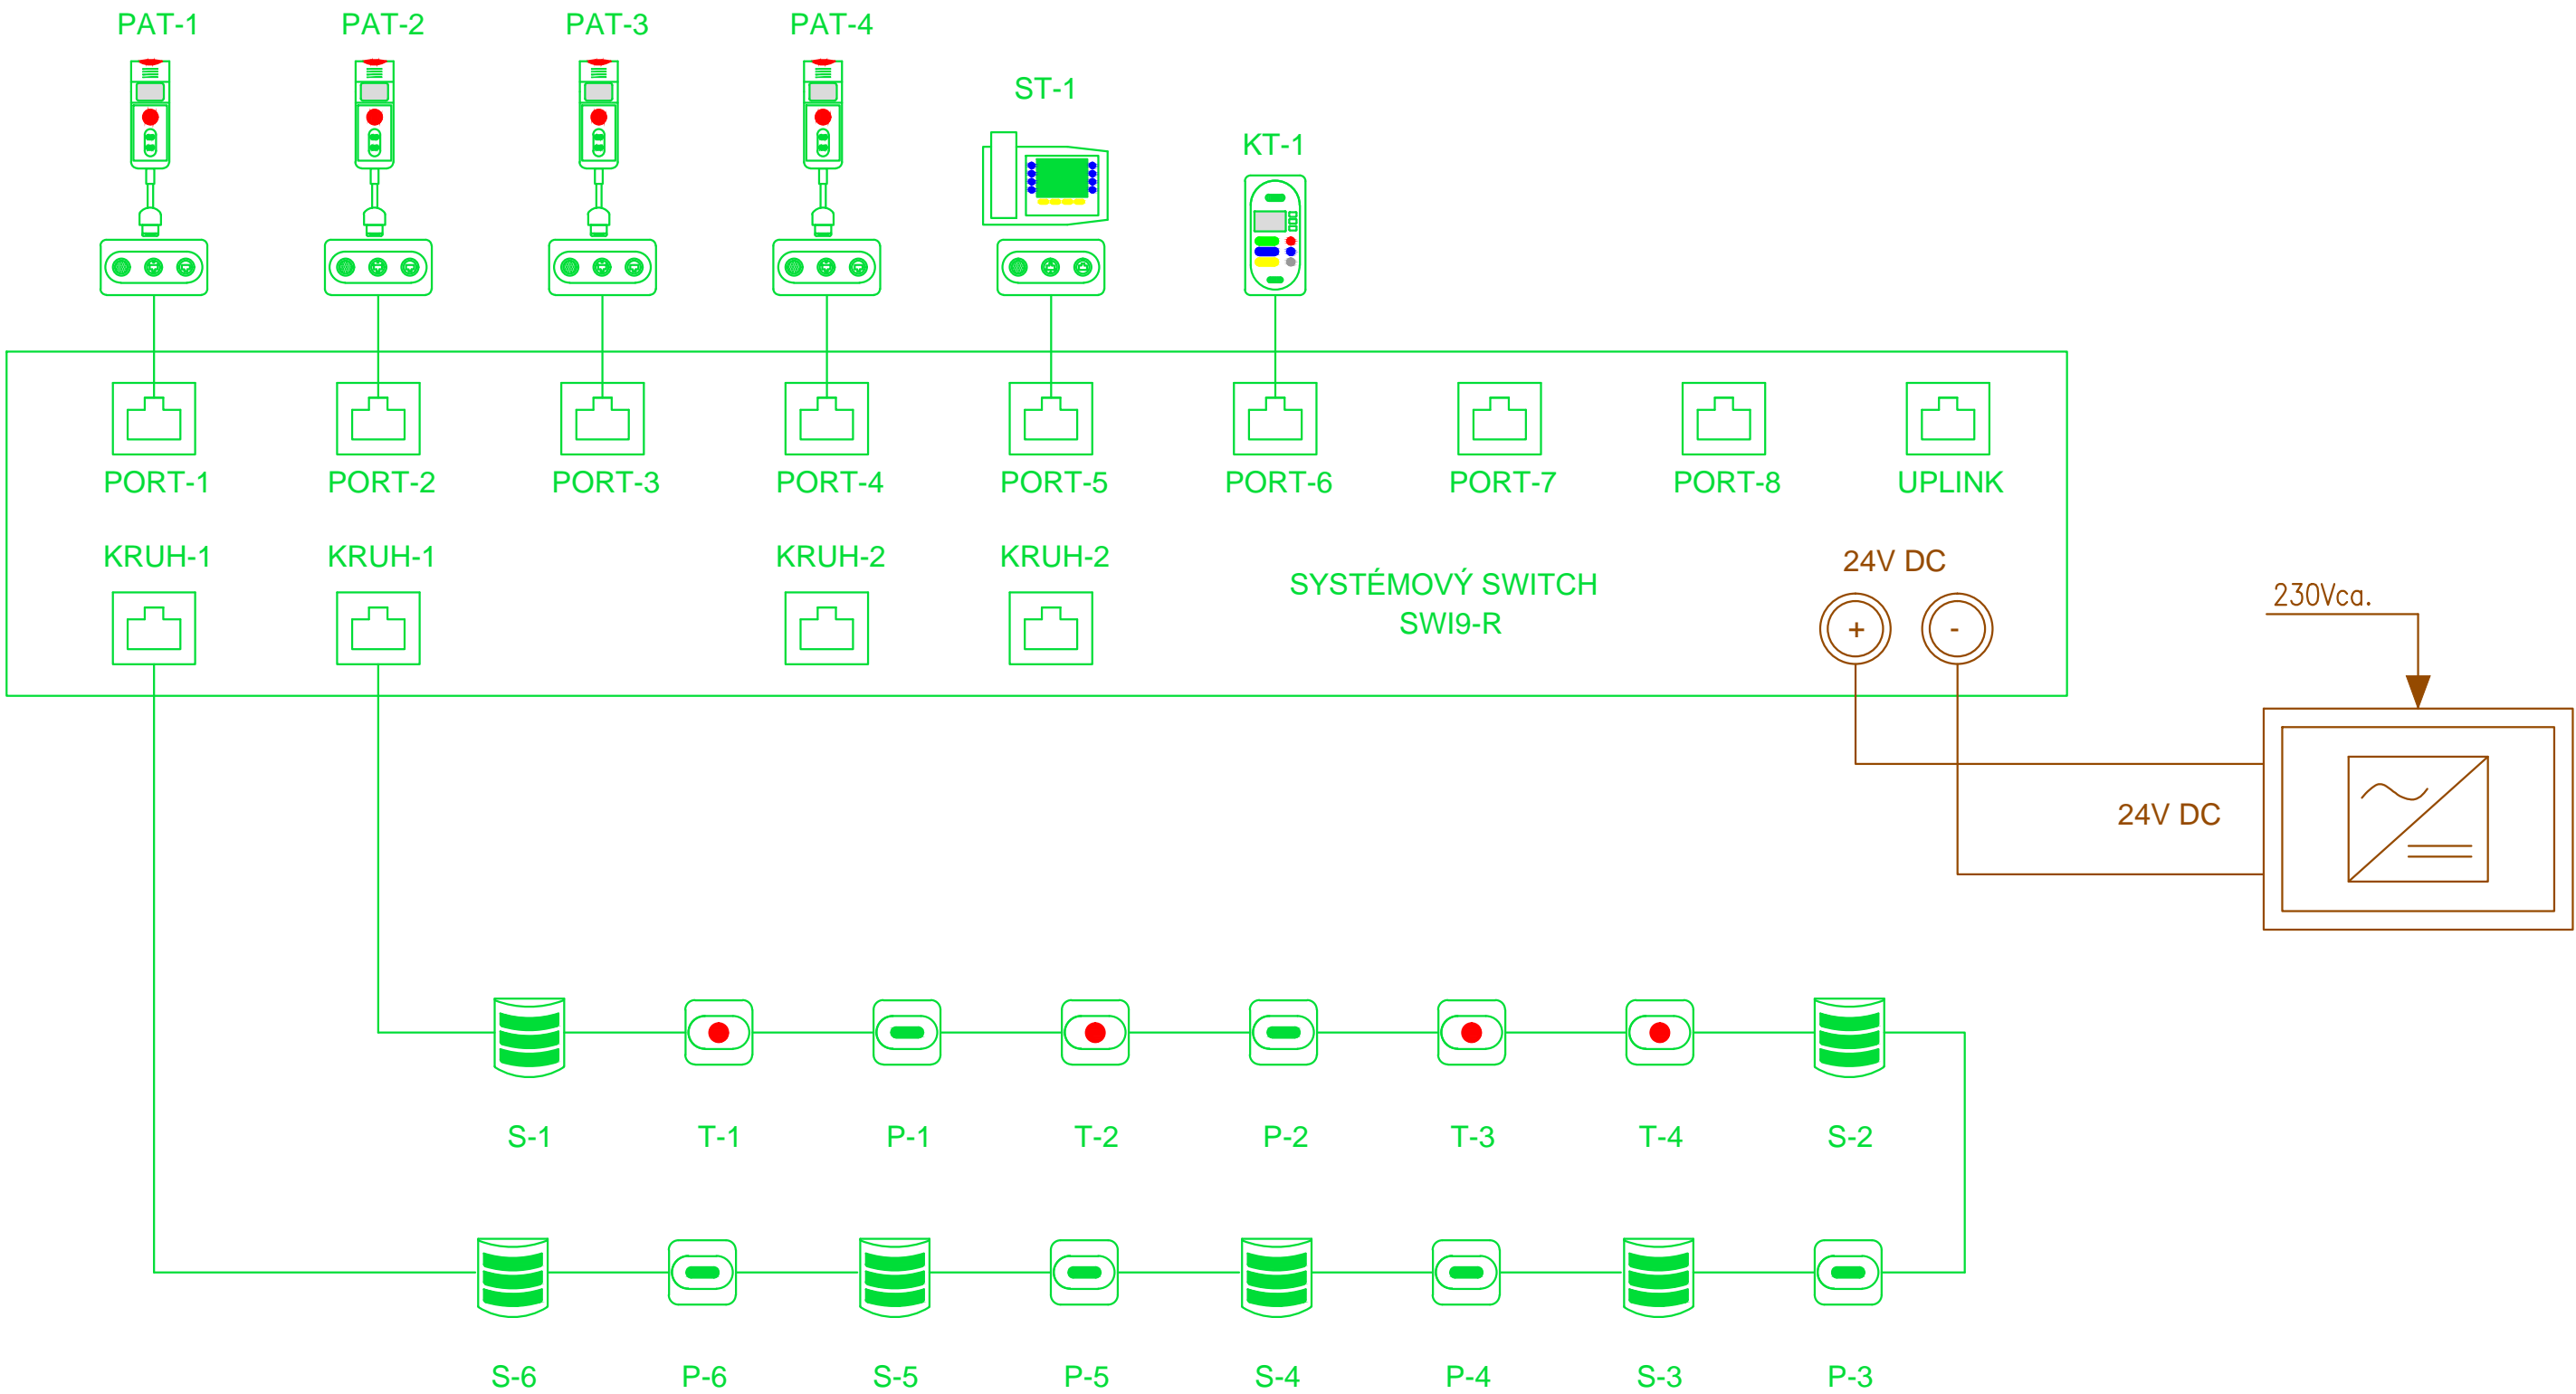 PAT-1
PAT-2
PAT-3
PAT-4
ST-1
KT-1
PORT-1
PORT-2
PORT-3
PORT-4
PORT-5
PORT-6
PORT-7
PORT-8
UPLINK
KRUH-1
KRUH-1
KRUH-2
KRUH-2
SYSTÉMOVÝ SWITCH
SWI9-R
24V DC
+
-
230Vca.
24V DC
S-1
T-1
P-1
T-2
P-2
T-3
T-4
S-2
S-6
P-6
S-5
P-5
S-4
P-4
S-3
P-3